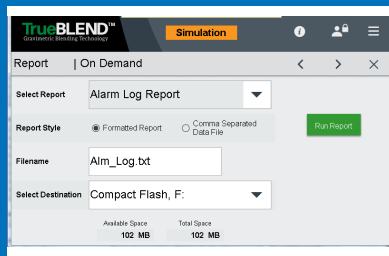 TrueBLEND™
Gravimetric Blending Technology
Simulation
Report | On Demand
Select Report
Alarm Log Report
Report Style
Formatted Report
Comma Separated
Data File
Run Report
Filename
Alm_Log.txt
Select Destination
Compact Flash, F:
Available Space
Total Space
102 MB
102 MB